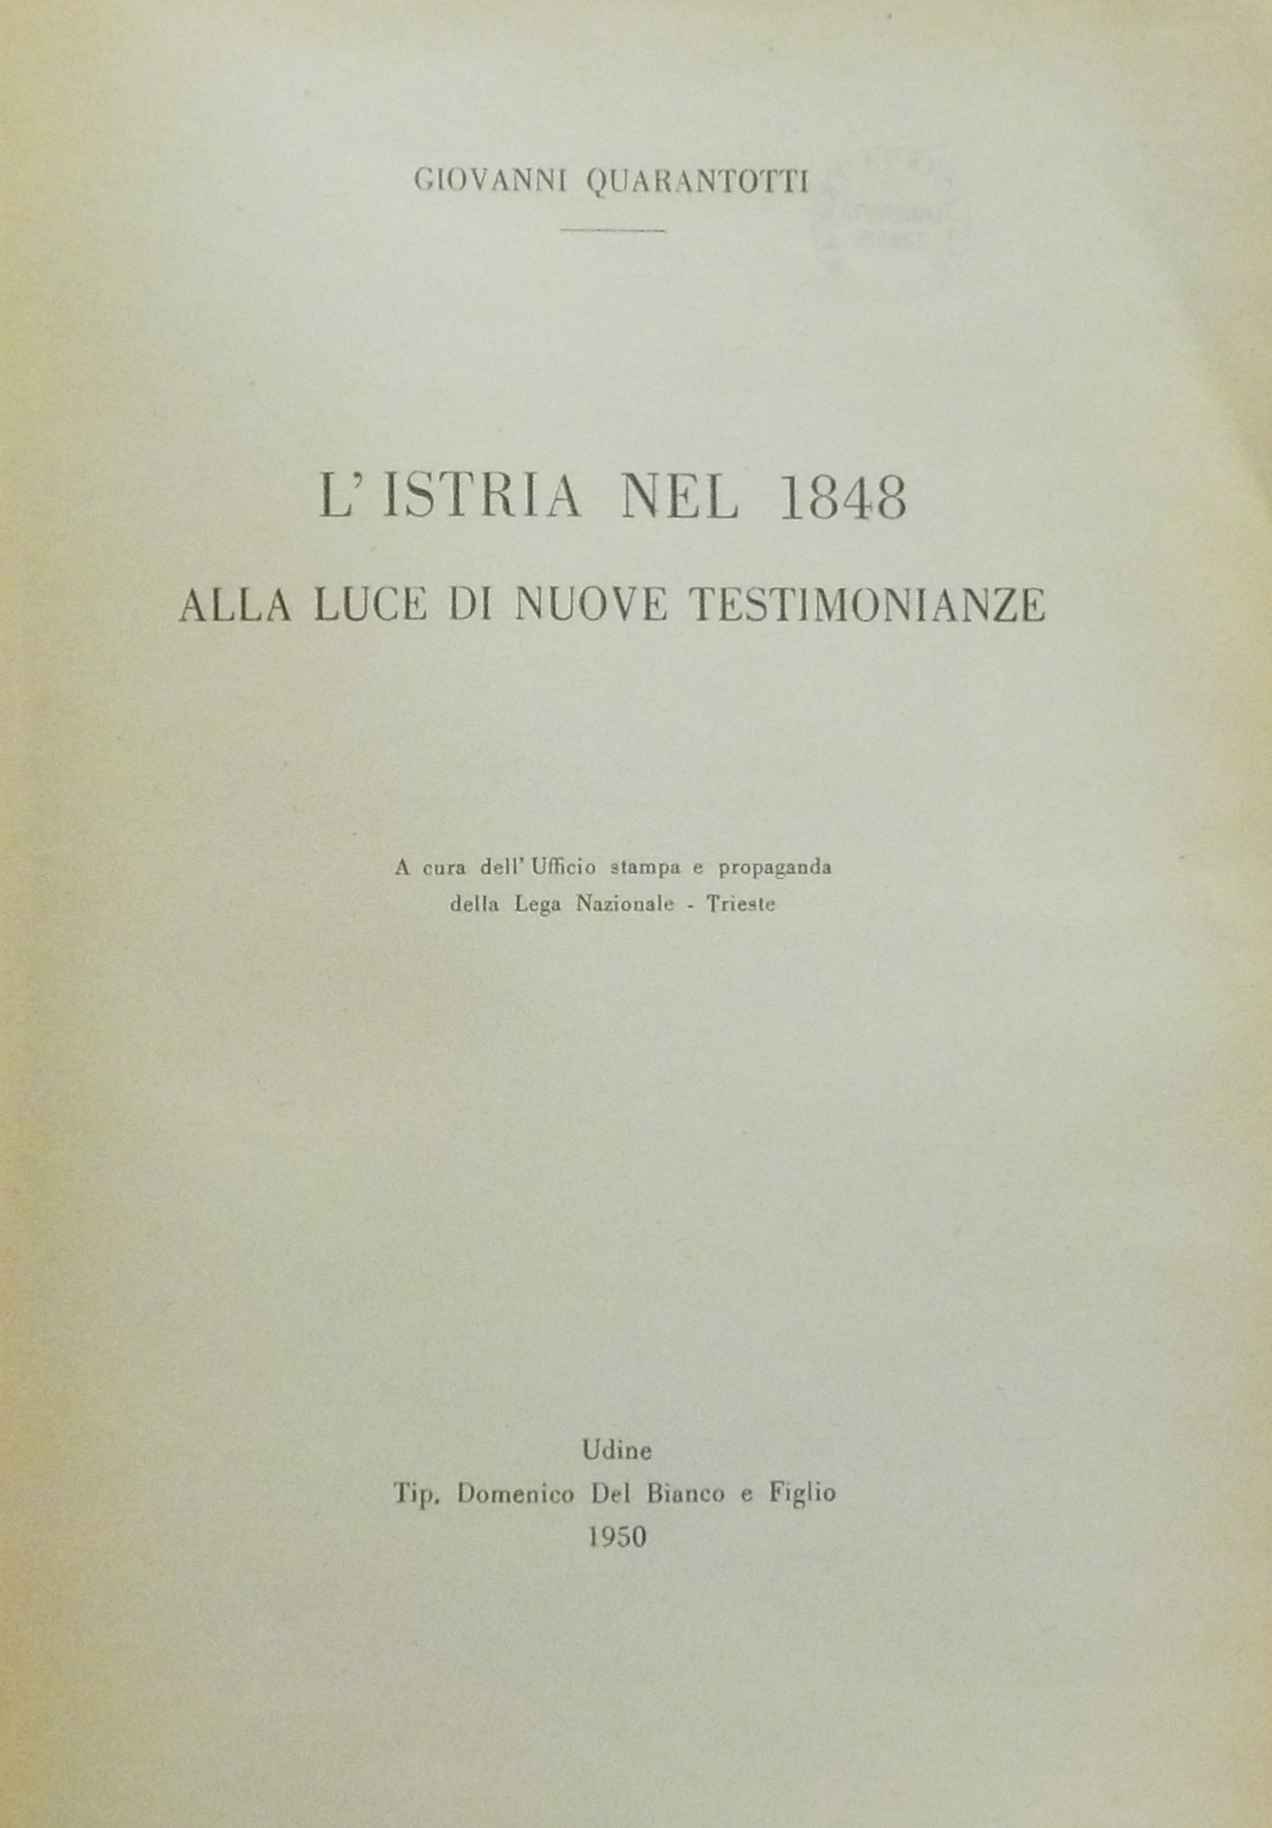 GIOVANNI QUARANTOTTI
L' ISTRIA NEL 1848
ALLA LUCE DI NUOVE TESTIMONIANZE
A cura dell' Ufficio stampa e propaganda
della Lega Nazionale - Trieste
Udine
Tip. Domenico Del Bianco e Figlio
1950